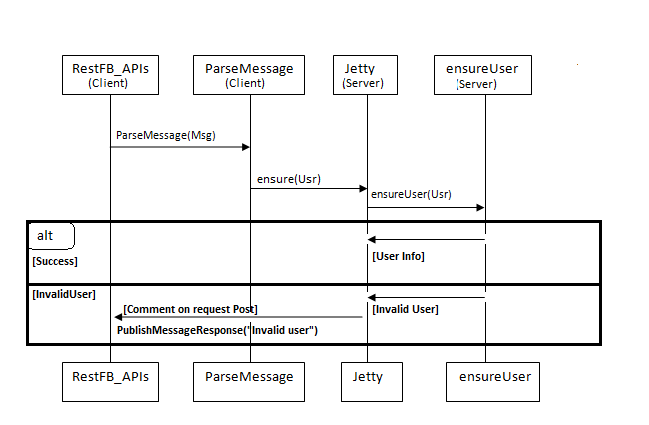 RestFB_APIs
(Client)
ParseMessage
(Client)
Jetty
(Server)
ensureUser
(Server)
ParseMessage(Msg)
ensure(Usr)
ensureUser(Usr)
alt
[Success]
[User Info]
[InvalidUser]
[Comment on request Post]
[Invalid User]
PublishMessageResponse("Invalid user")
RestFB_APIs
ParseMessage
Jetty
ensureUser